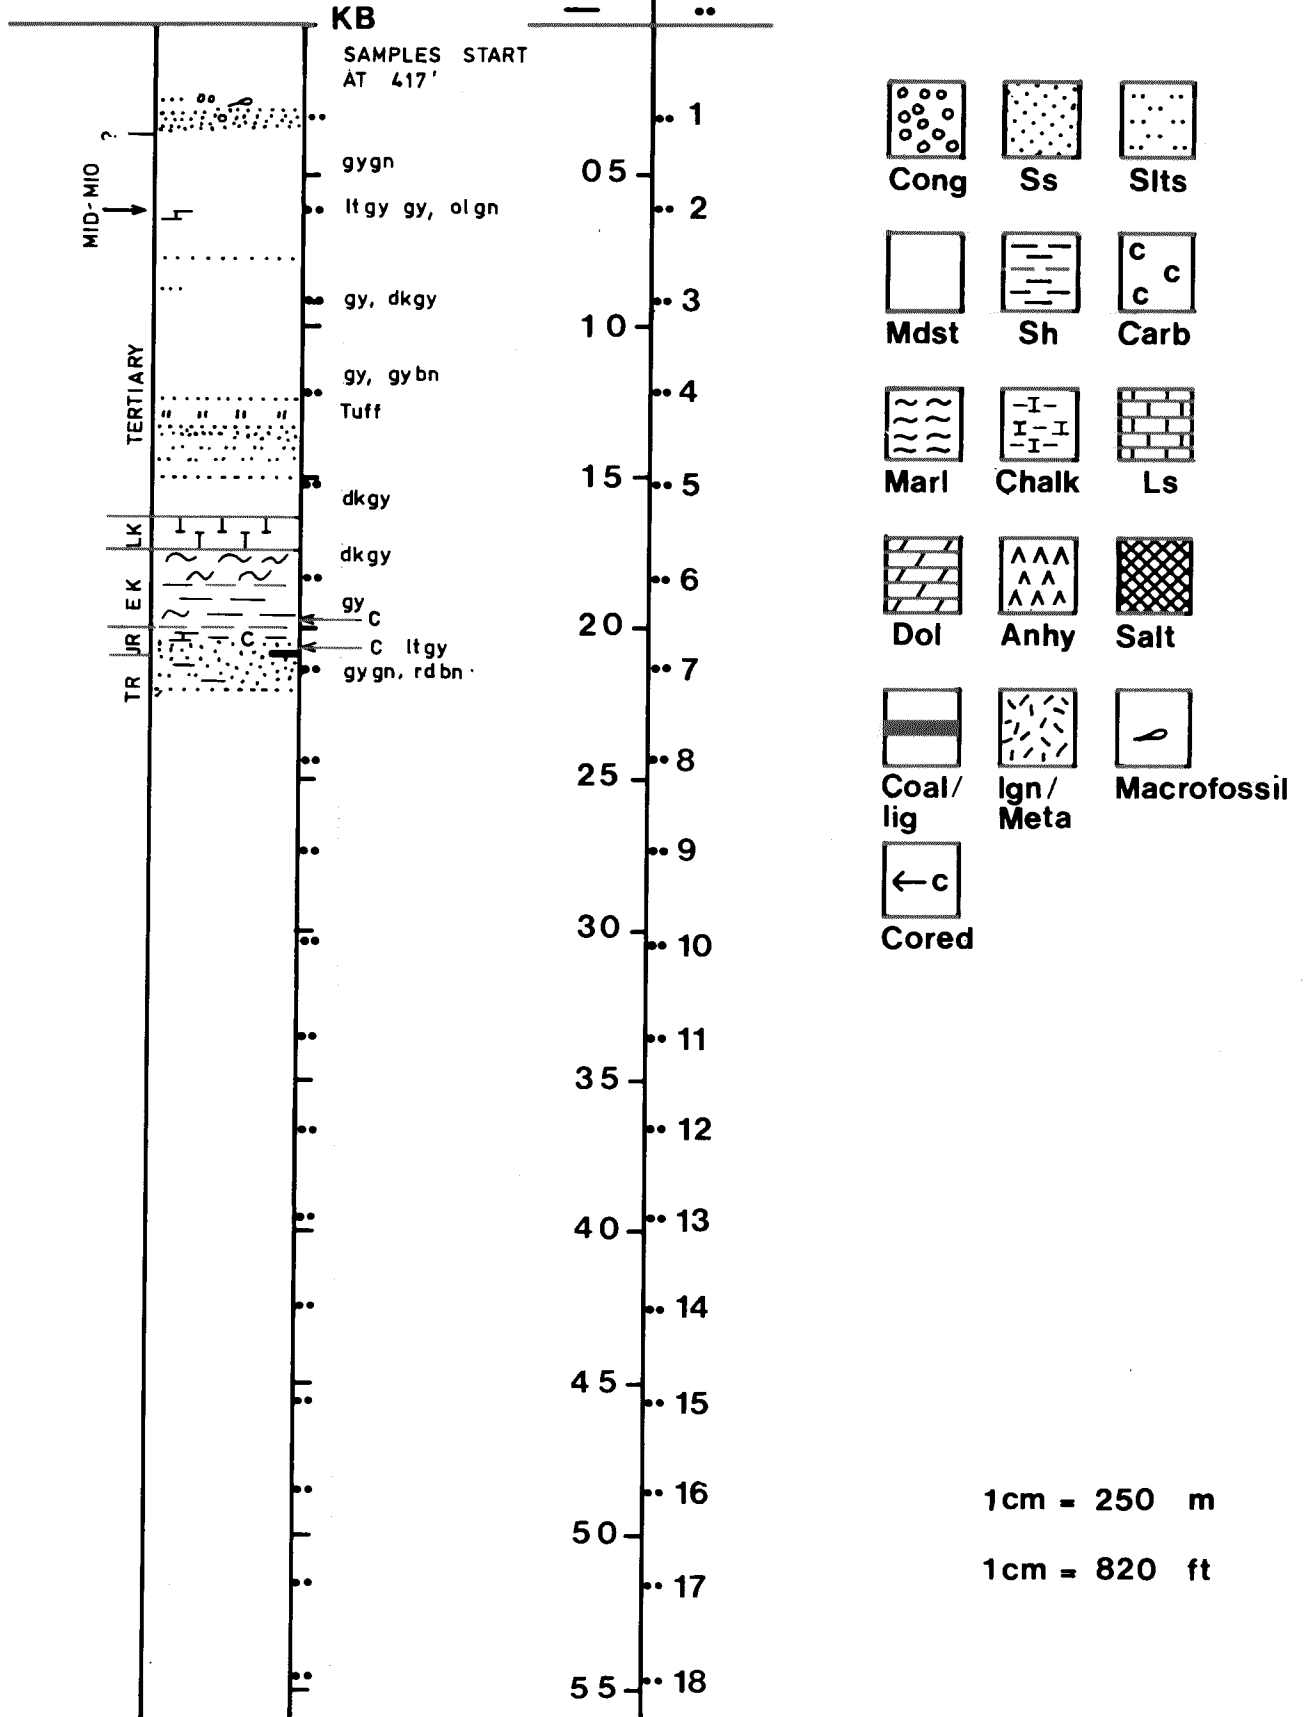 KB
SAMPLES START
AT 417'
?
gygn
MID-MIO
ltgy gy, olgn
gy, dkgy
TERTIARY
gy, gybn
Tuff
dkgy
LK
dkgy
EK
gy
C
JR
C
C ltgy
TR
gygn, rdbn
1
05
2
3
10
4
15
5
6
20
7
8
25
9
30
10
11
35
12
13
40
14
45
15
16
50
17
55
18
Cong Ss Slts
C
C
C
Mdst Sh Carb
Marl Chalk Ls
Dol Anhy Salt
Coal/ Ign/ Macrofossil
lig Meta
←C
Cored
1cm = 250 m
1cm = 820 ft